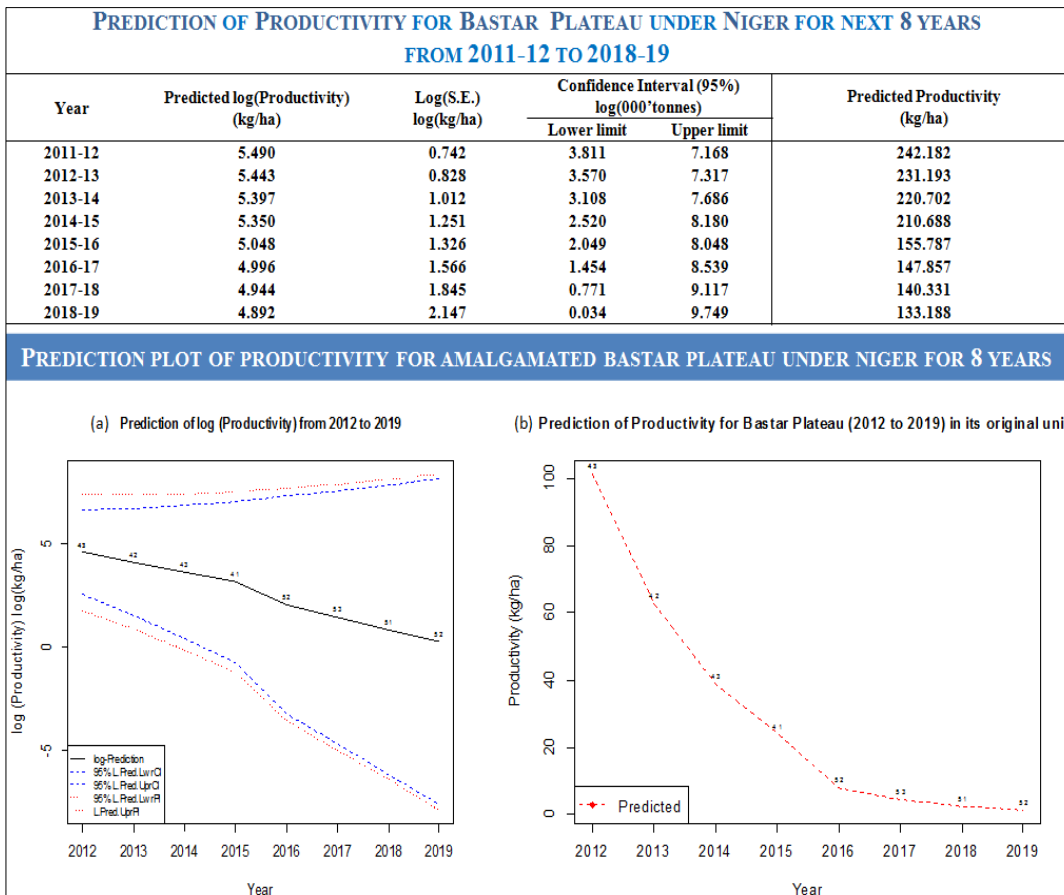 PREDICTION OF PRODUCTIVITY FOR BASTAR PLATEAU UNDER NIGER FOR NEXT 8 YEARS
FROM 2011-12 TO 2018-19
Year Predicted log(Productivity) (kg/ha) Log(S.E.) log(kg/ha) Confidence Interval (95%) log(000'tonnes) Predicted Productivity (kg/ha)
Lower limit Upper limit
2011-12 5.490 0.742 3.811 7.168 242.182
2012-13 5.443 0.828 3.570 7.317 231.193
2013-14 5.397 1.012 3.108 7.686 220.702
2014-15 5.350 1.251 2.520 8.180 210.688
2015-16 5.048 1.326 2.049 8.048 155.787
2016-17 4.996 1.566 1.454 8.539 147.857
2017-18 4.944 1.845 0.771 9.117 140.331
2018-19 4.892 2.147 0.034 9.749 133.188
PREDICTION PLOT OF PRODUCTIVITY FOR AMALGAMATED BASTAR PLATEAU UNDER NIGER FOR 8 YEARS
(a) Prediction of log (Productivity) from 2012 to 2019
log (Productivity) log(kg/ha)
5
0
-5
log-Prediction
95% L.Pred.LwrCI
95% L.Pred.UprCI
95% L.Pred.LwrPI
L.Pred.UprPI
2012 2013 2014 2015 2016 2017 2018 2019
Year
(b) Prediction of Productivity for Bastar Plateau (2012 to 2019) in its original uni
Productivity (kg/ha)
100
80
60
40
20
0
Predicted
2012 2013 2014 2015 2016 2017 2018 2019
Year